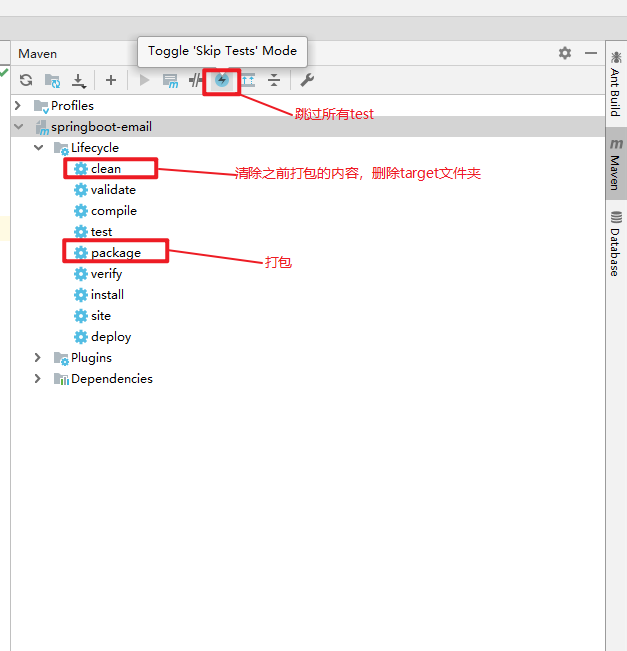 Toggle 'Skip Tests' Mode
Maven
跳过所有test
Profiles
springboot-email
Lifecycle
clean
清除之前打包的内容，删除target文件夹
validate
compile
test
package
打包
verify
install
site
deploy
Plugins
Dependencies
Ant Build
m
Maven
Database